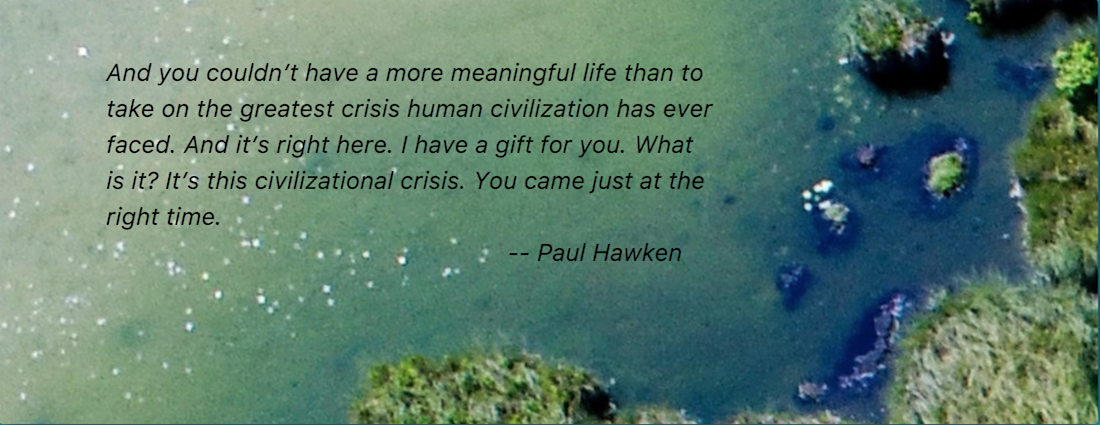 And you couldn’t have a more meaningful life than to
take on the greatest crisis human civilization has ever
faced. And it’s right here. I have a gift for you. What
is it? It’s this civilizational crisis. You came just at the
right time.
-- Paul Hawken